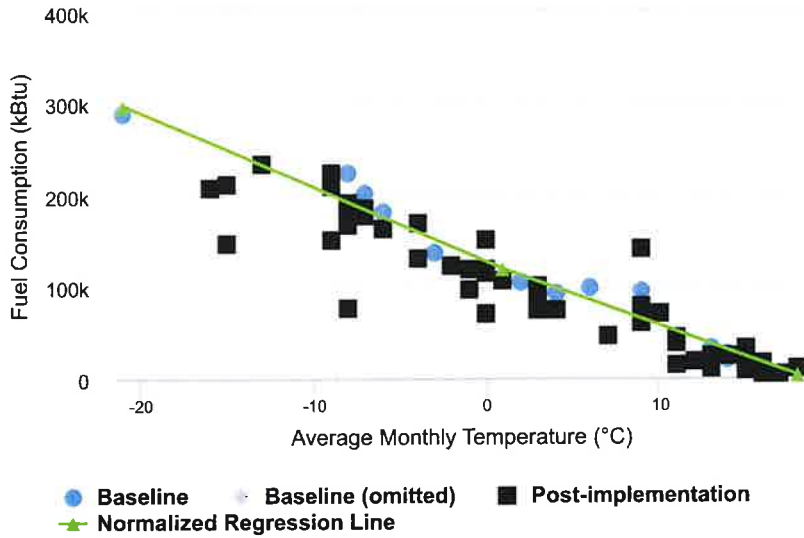 400k
300k
200k
100k
0
Fuel Consumption (kBtu)
-20 -10 0 10
Average Monthly Temperature (°C)
Baseline Baseline (omitted) Post-implementation
Normalized Regression Line